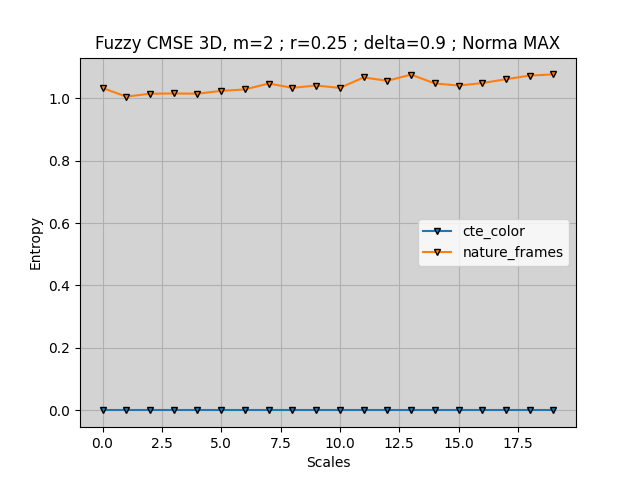 Fuzzy CMSE 3D, m=2 ; r=0.25 ; delta=0.9 ; Norma MAX
Entropy
1.0
0.8
0.6
0.4
0.2
0.0
cte_color
nature_frames
0.0 2.5 5.0 7.5 10.0 12.5 15.0 17.5
Scales